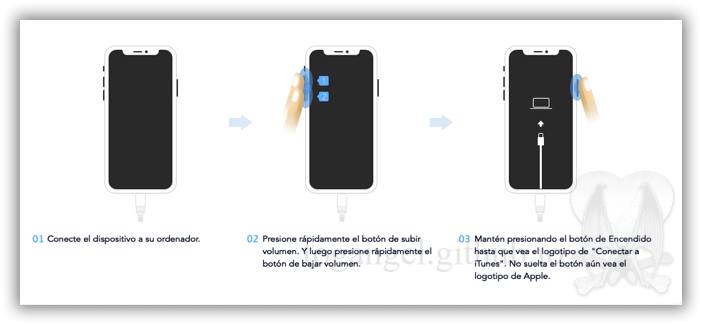 01 Conecte el dispositivo a su ordenador.
1
2
02 Presione rápidamente el botón de subir
volumen. Y luego presione rápidamente el
botón de bajar volumen.
03 Mantén presionando el botón de Encendido
hasta que vea el logotipo de "Conectar a
iTunes". No suelta el botón aún vea el
logotipo de Apple.